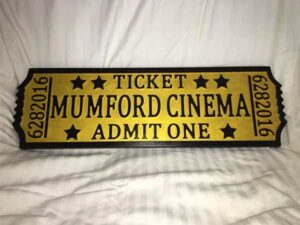 6282016
★★ TICKET ★★
MUMFORD CINEMA
★ ADMIT ONE ★
6282016